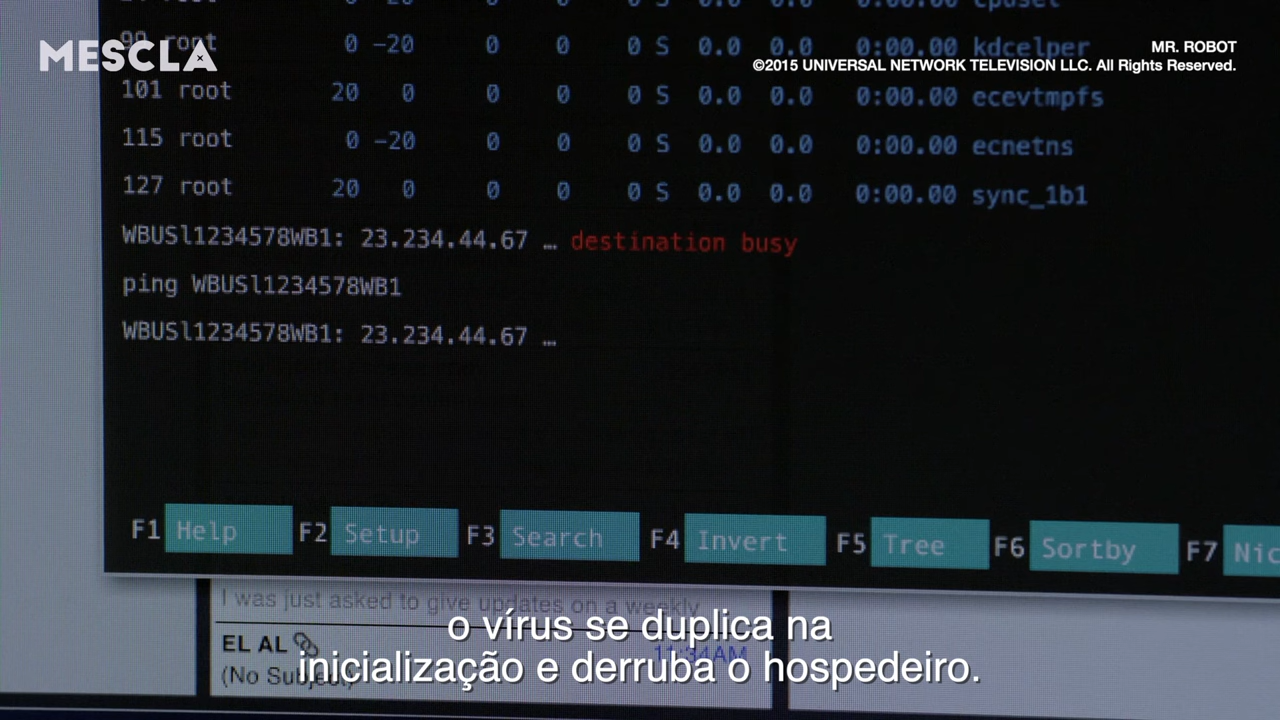 MESCLA
MR. ROBOT
©2015 UNIVERSAL NETWORK TELEVISION LLC. All Rights Reserved.
99 root 0 −20 0 0 0 S 0.0 0.0 0:00.00 kdcelper
101 root 20 0 0 0 0 S 0.0 0.0 0:00.00 ecevtmpfs
115 root 0 −20 0 0 0 S 0.0 0.0 0:00.00 ecnetns
127 root 20 0 0 0 0 S 0.0 0.0 0:00.00 sync_1b1
WBUSl1234578WB1: 23.234.44.67 … destination busy
ping WBUSl1234578WB1
WBUSl1234578WB1: 23.234.44.67 …
F1 Help F2 Setup F3 Search F4 Invert F5 Tree F6 Sortby F7 Nic
I was just asked to give updates on a weekly
EL AL 11:34AM
(No Subject)
o vírus se duplica na
inicialização e derruba o hospedeiro.